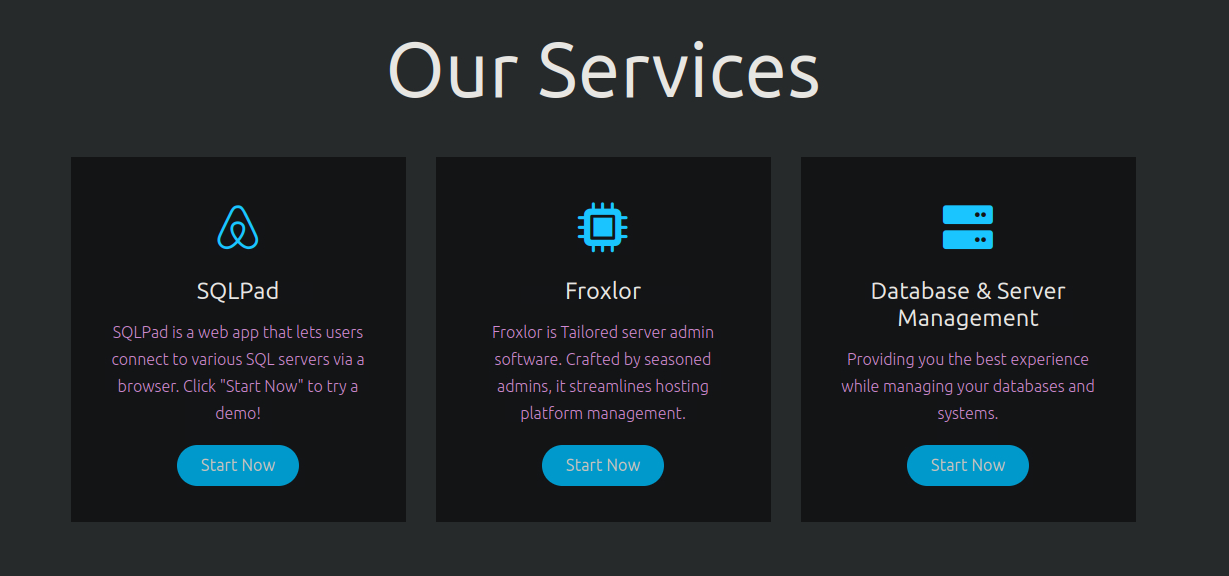 Our Services
SQLPad
SQLPad is a web app that lets users
connect to various SQL servers via a
browser. Click "Start Now" to try a
demo!
Start Now
Froxlor
Froxlor is Tailored server admin
software. Crafted by seasoned
admins, it streamlines hosting
platform management.
Start Now
Database & Server
Management
Providing you the best experience
while managing your databases and
systems.
Start Now